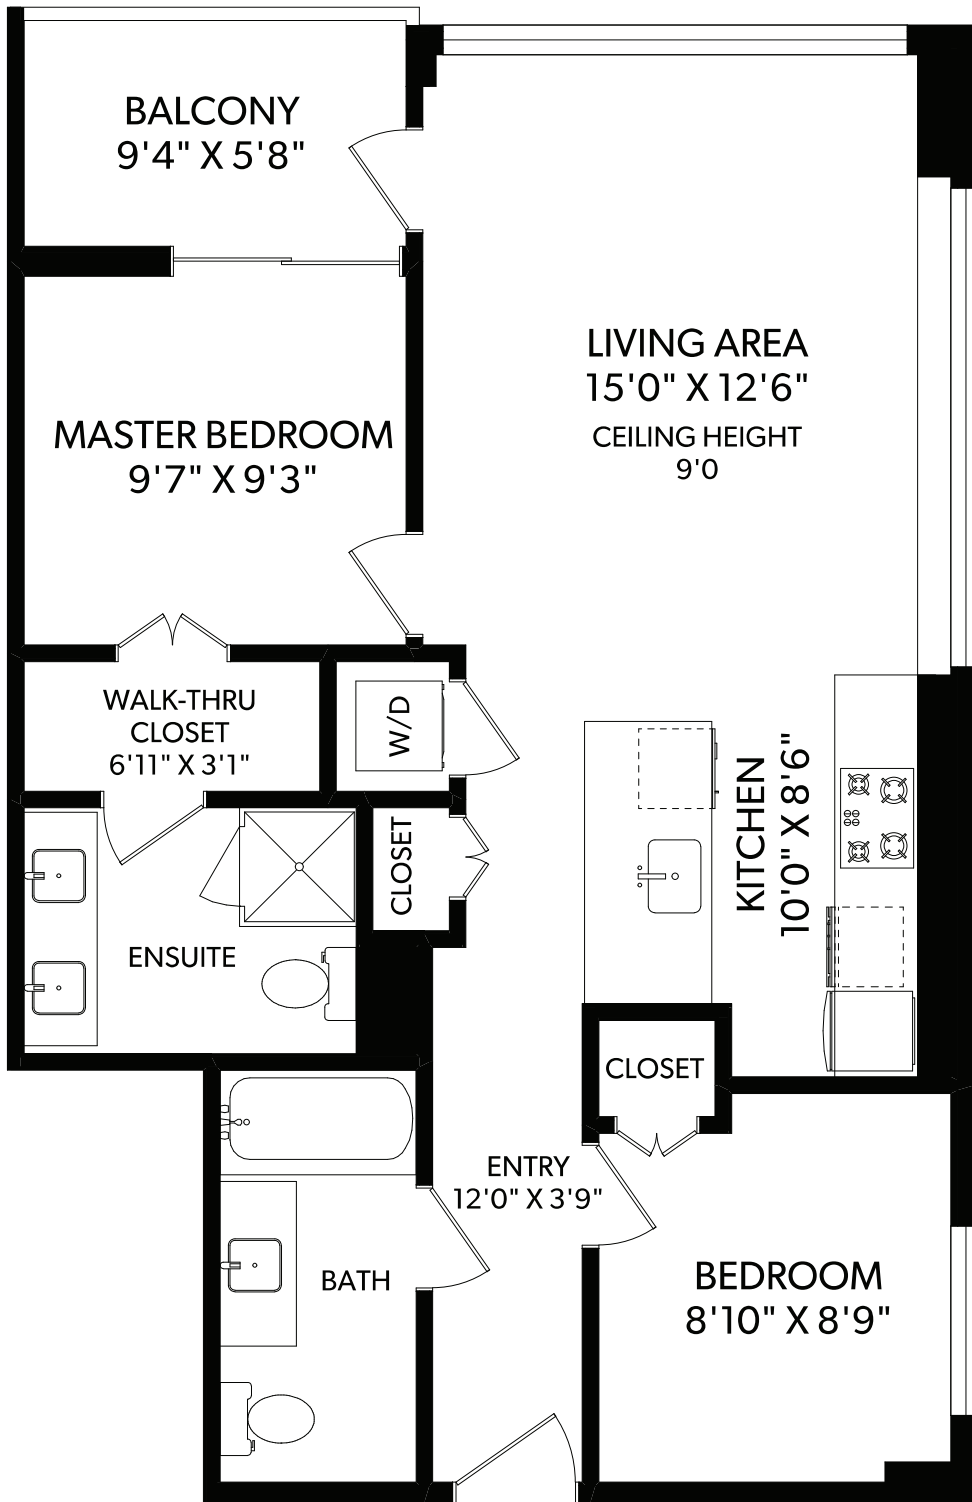 BALCONY
9'4" X 5'8"
LIVING AREA
15'0" X 12'6"
CEILING HEIGHT
9'0
MASTER BEDROOM
9'7" X 9'3"
WALK-THRU
CLOSET
6'11" X 3'1"
W/D
KITCHEN
10'0" X 8'6"
CLOSET
ENSUITE
CLOSET
ENTRY
12'0" X 3'9"
BATH
BEDROOM
8'10" X 8'9"